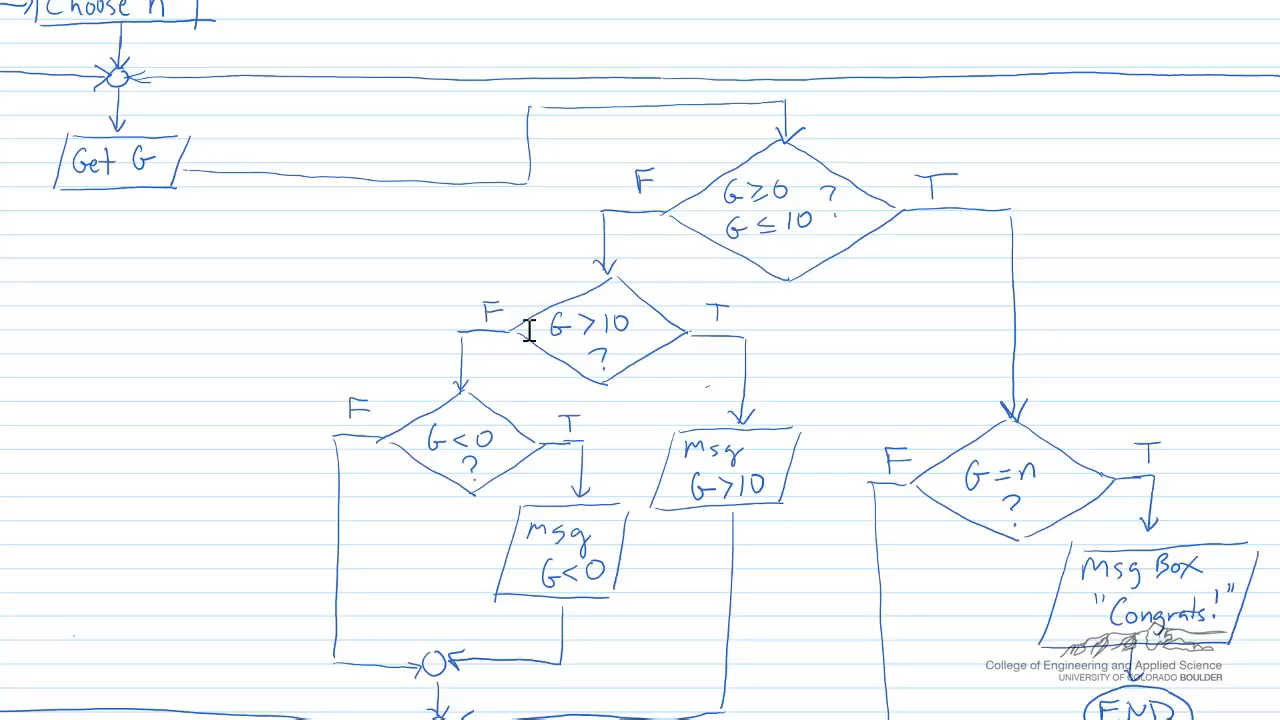 Choose n
Get G
F
G ≥ 0 ?
G ≤ 10
T
F
G > 10
?
T
F
G < 0
?
T
Msg
G > 10
F
G = n
?
T
Msg
G < 0
Msg Box
"Congrats!"
College of Engineering and Applied Science
UNIVERSITY OF COLORADO BOULDER
END